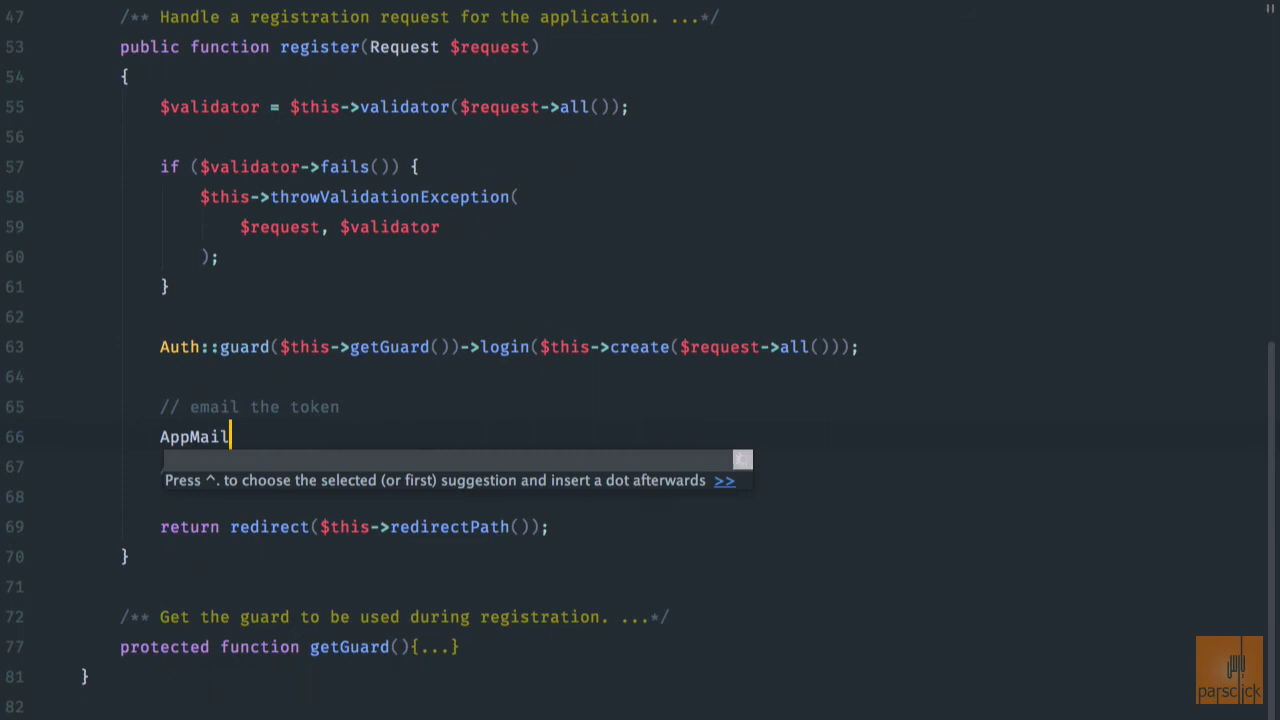 47 /** Handle a registration request for the application. ...*/
53 public function register(Request $request)
54 {
55 $validator = $this->validator($request->all());
56
57 if ($validator->fails()) {
58 $this->throwValidationException(
59 $request, $validator
60 );
61 }
62
63 Auth::guard($this->getGuard())->login($this->create($request->all()));
64
65 // email the token
66 AppMail
67
Press ^. to choose the selected (or first) suggestion and insert a dot afterwards >>
68
69 return redirect($this->redirectPath());
70 }
71
72 /** Get the guard to be used during registration. ...*/
77 protected function getGuard(){...}
81 }
82
parsclick